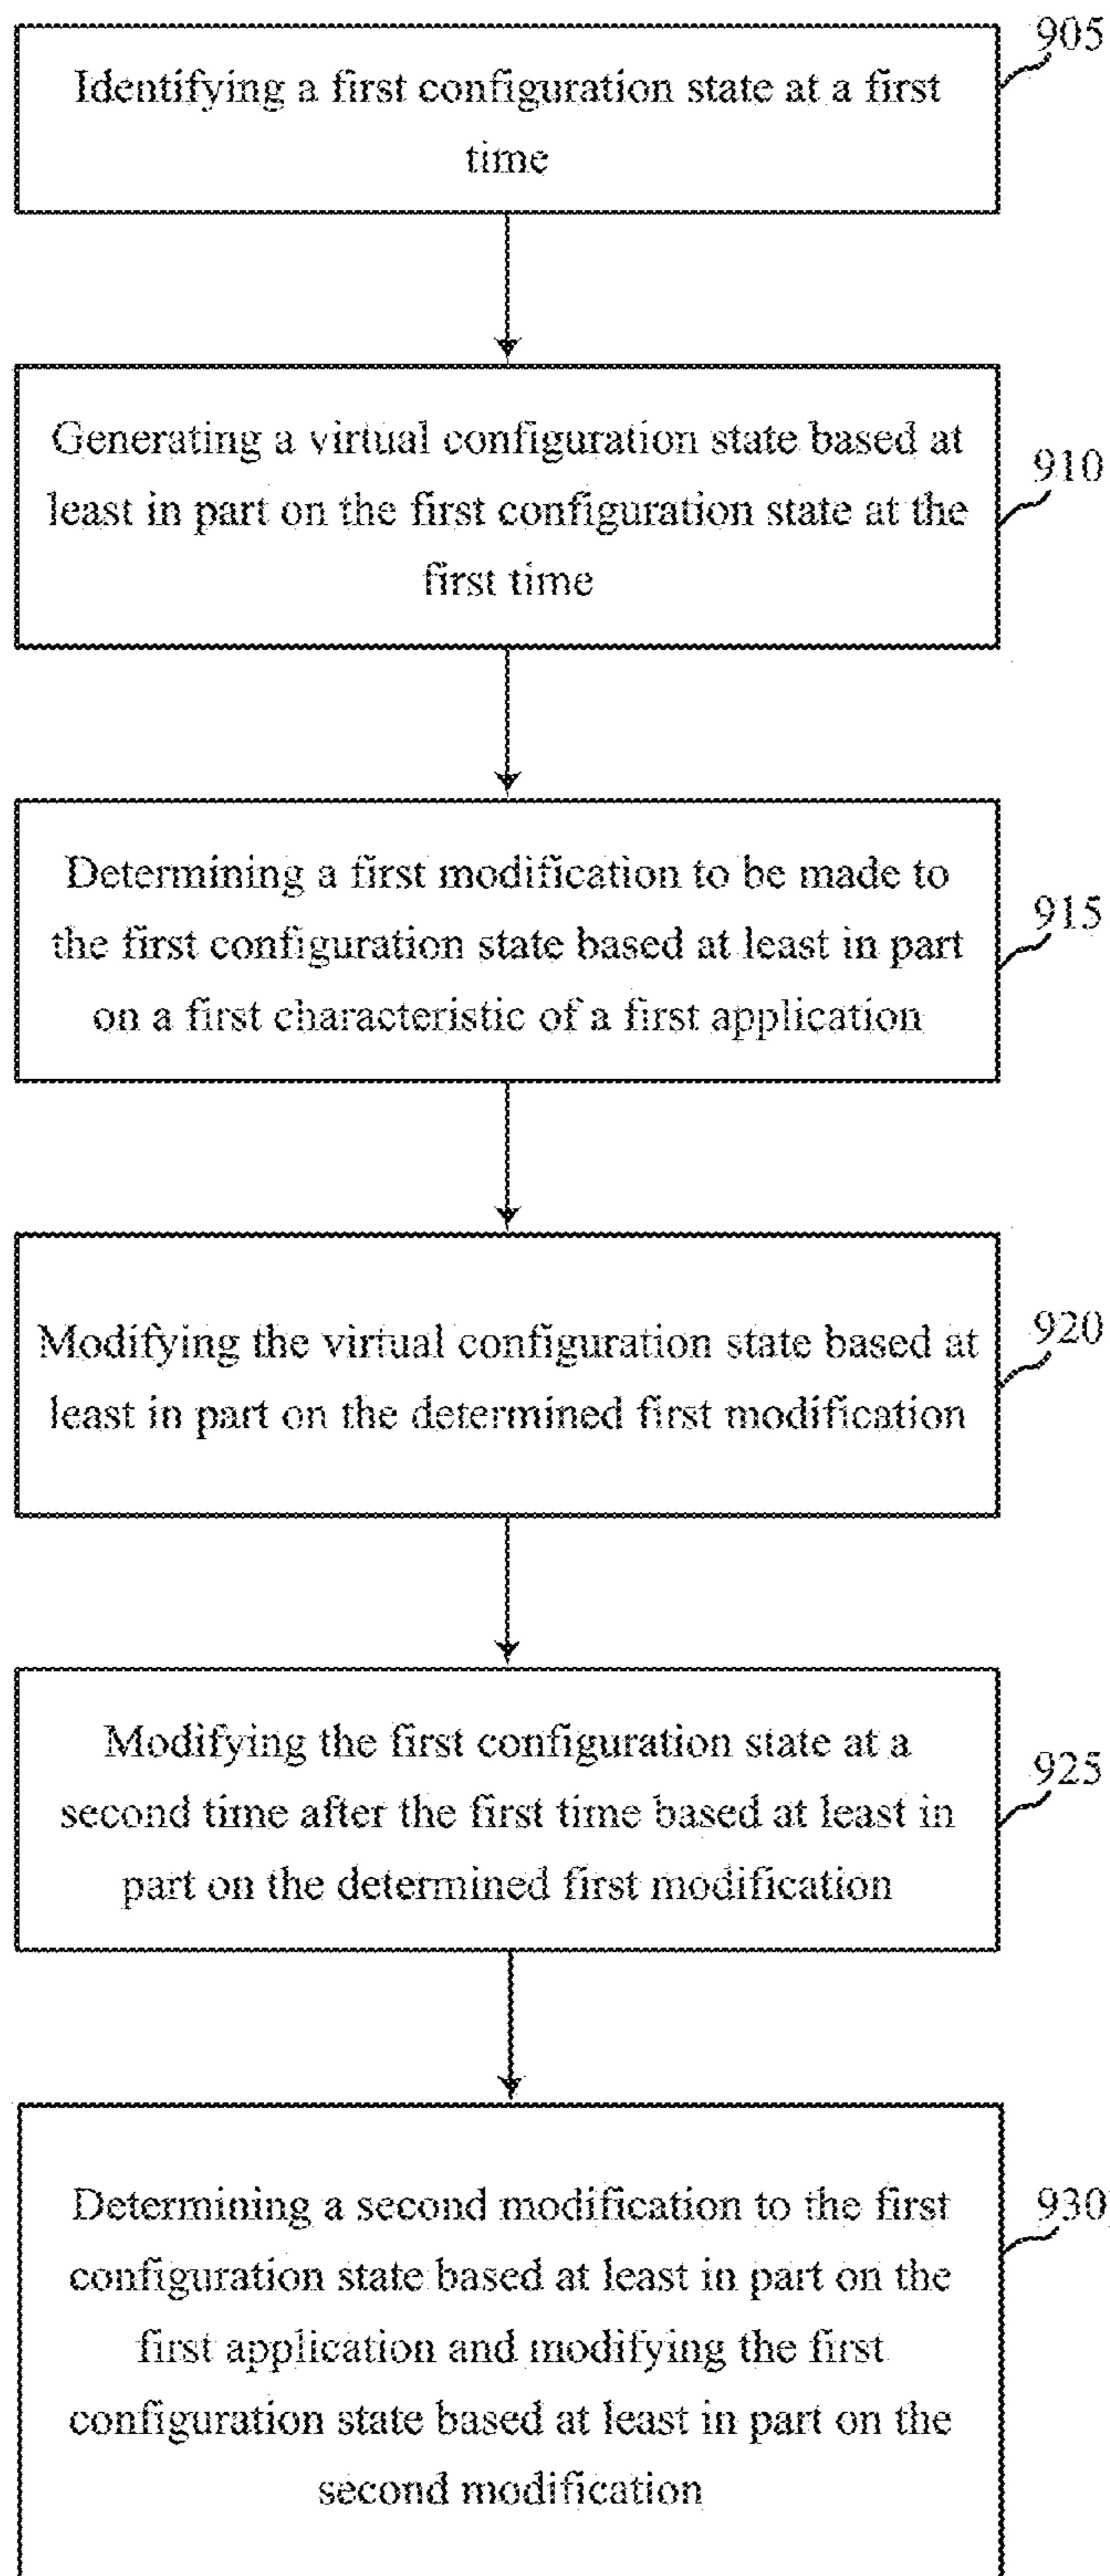 905
Identifying a first configuration state at a first
time
Generating a virtual configuration state based at
910
least in part on the first configuration state at the
first time
Determining a first modification to be made to
915
the first configuration state based at least in part
on a first characteristic of a first application
920
Modifying the virtual configuration state based at
least in part on the determined first modification
Modifying the first configuration state at a
925
second time after the first time based at least in
part on the determined first modification
Determining a second modification to the first
930
configuration state based at least in part on the
first application and modifying the first
configuration state based at least in part on the
second modification